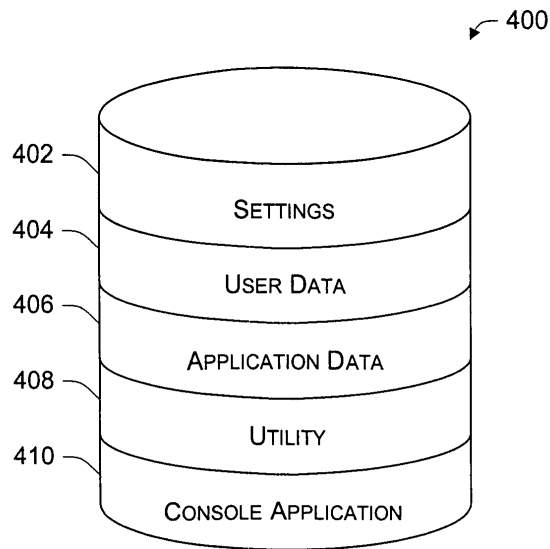 400
402
SETTINGS
404
USER DATA
406
APPLICATION DATA
408
UTILITY
410
CONSOLE APPLICATION